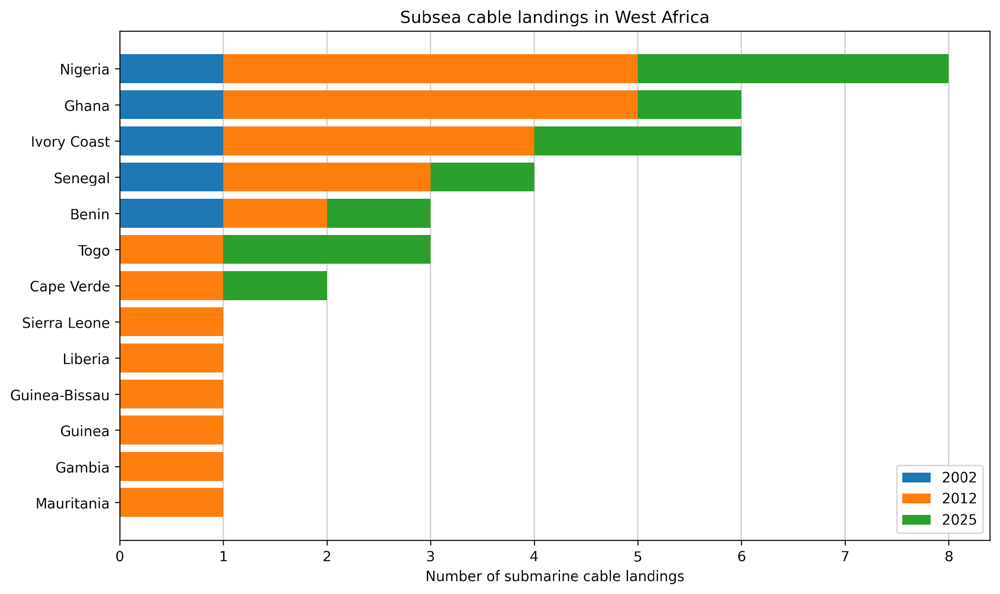 Subsea cable landings in West Africa
Nigeria
Ghana
Ivory Coast
Senegal
Benin
Togo
Cape Verde
Sierra Leone
Liberia
Guinea-Bissau
Guinea
Gambia
Mauritania
2002
2012
2025
0 1 2 3 4 5 6 7 8
Number of submarine cable landings